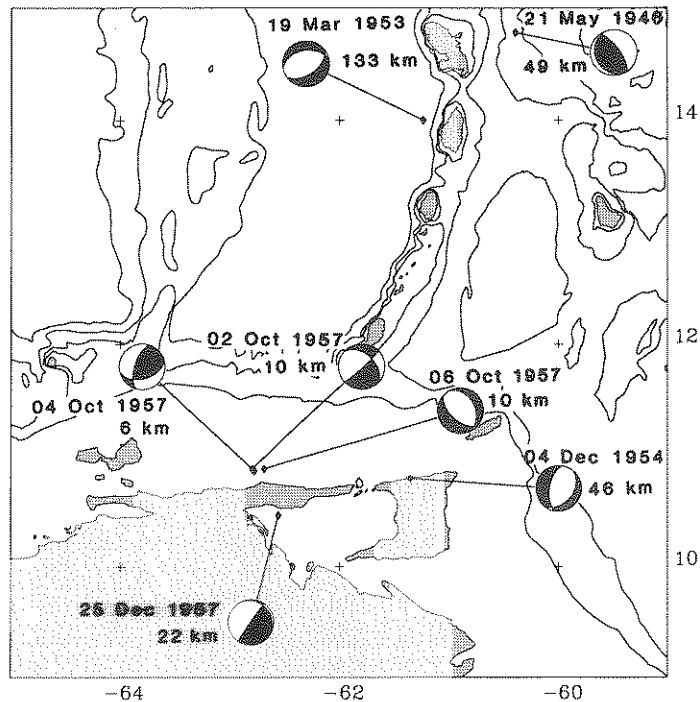 19 Mar 1953
133 km
21 May 1946
49 km
14
12
02 Oct 1957
10 km
06 Oct 1957
10 km
04 Oct 1957
6 km
04 Dec 1954
46 km
10
25 Dec 1957
22 km
-64
-62
-60